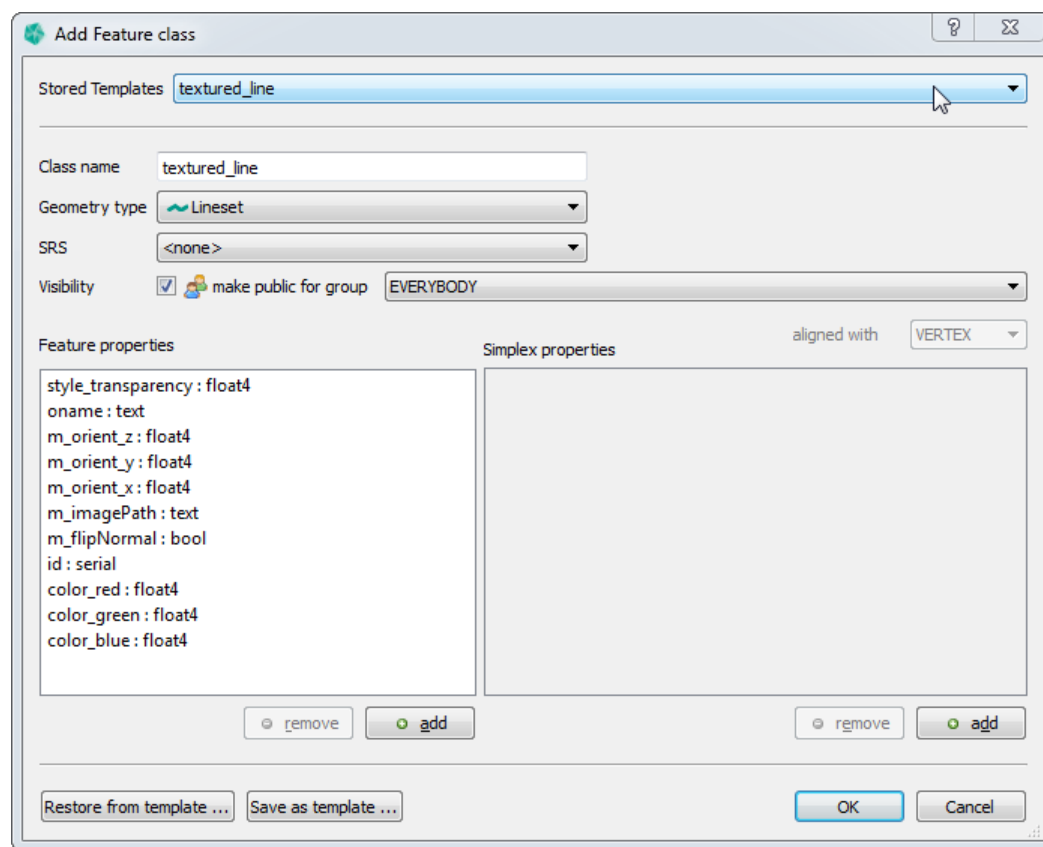 Add Feature class
Stored Templates textured_line
Class name textured_line
Geometry type Lineset
SRS <none>
Visibility make public for group EVERYBODY
aligned with VERTEX
Feature properties
Simplex properties
style_transparency : float4
oname : text
m_orient_z : float4
m_orient_y : float4
m_orient_x : float4
m_imagePath : text
m_flipNormal : bool
id : serial
color_red : float4
color_green : float4
color_blue : float4
remove add remove add
Restore from template ... Save as template ... OK Cancel